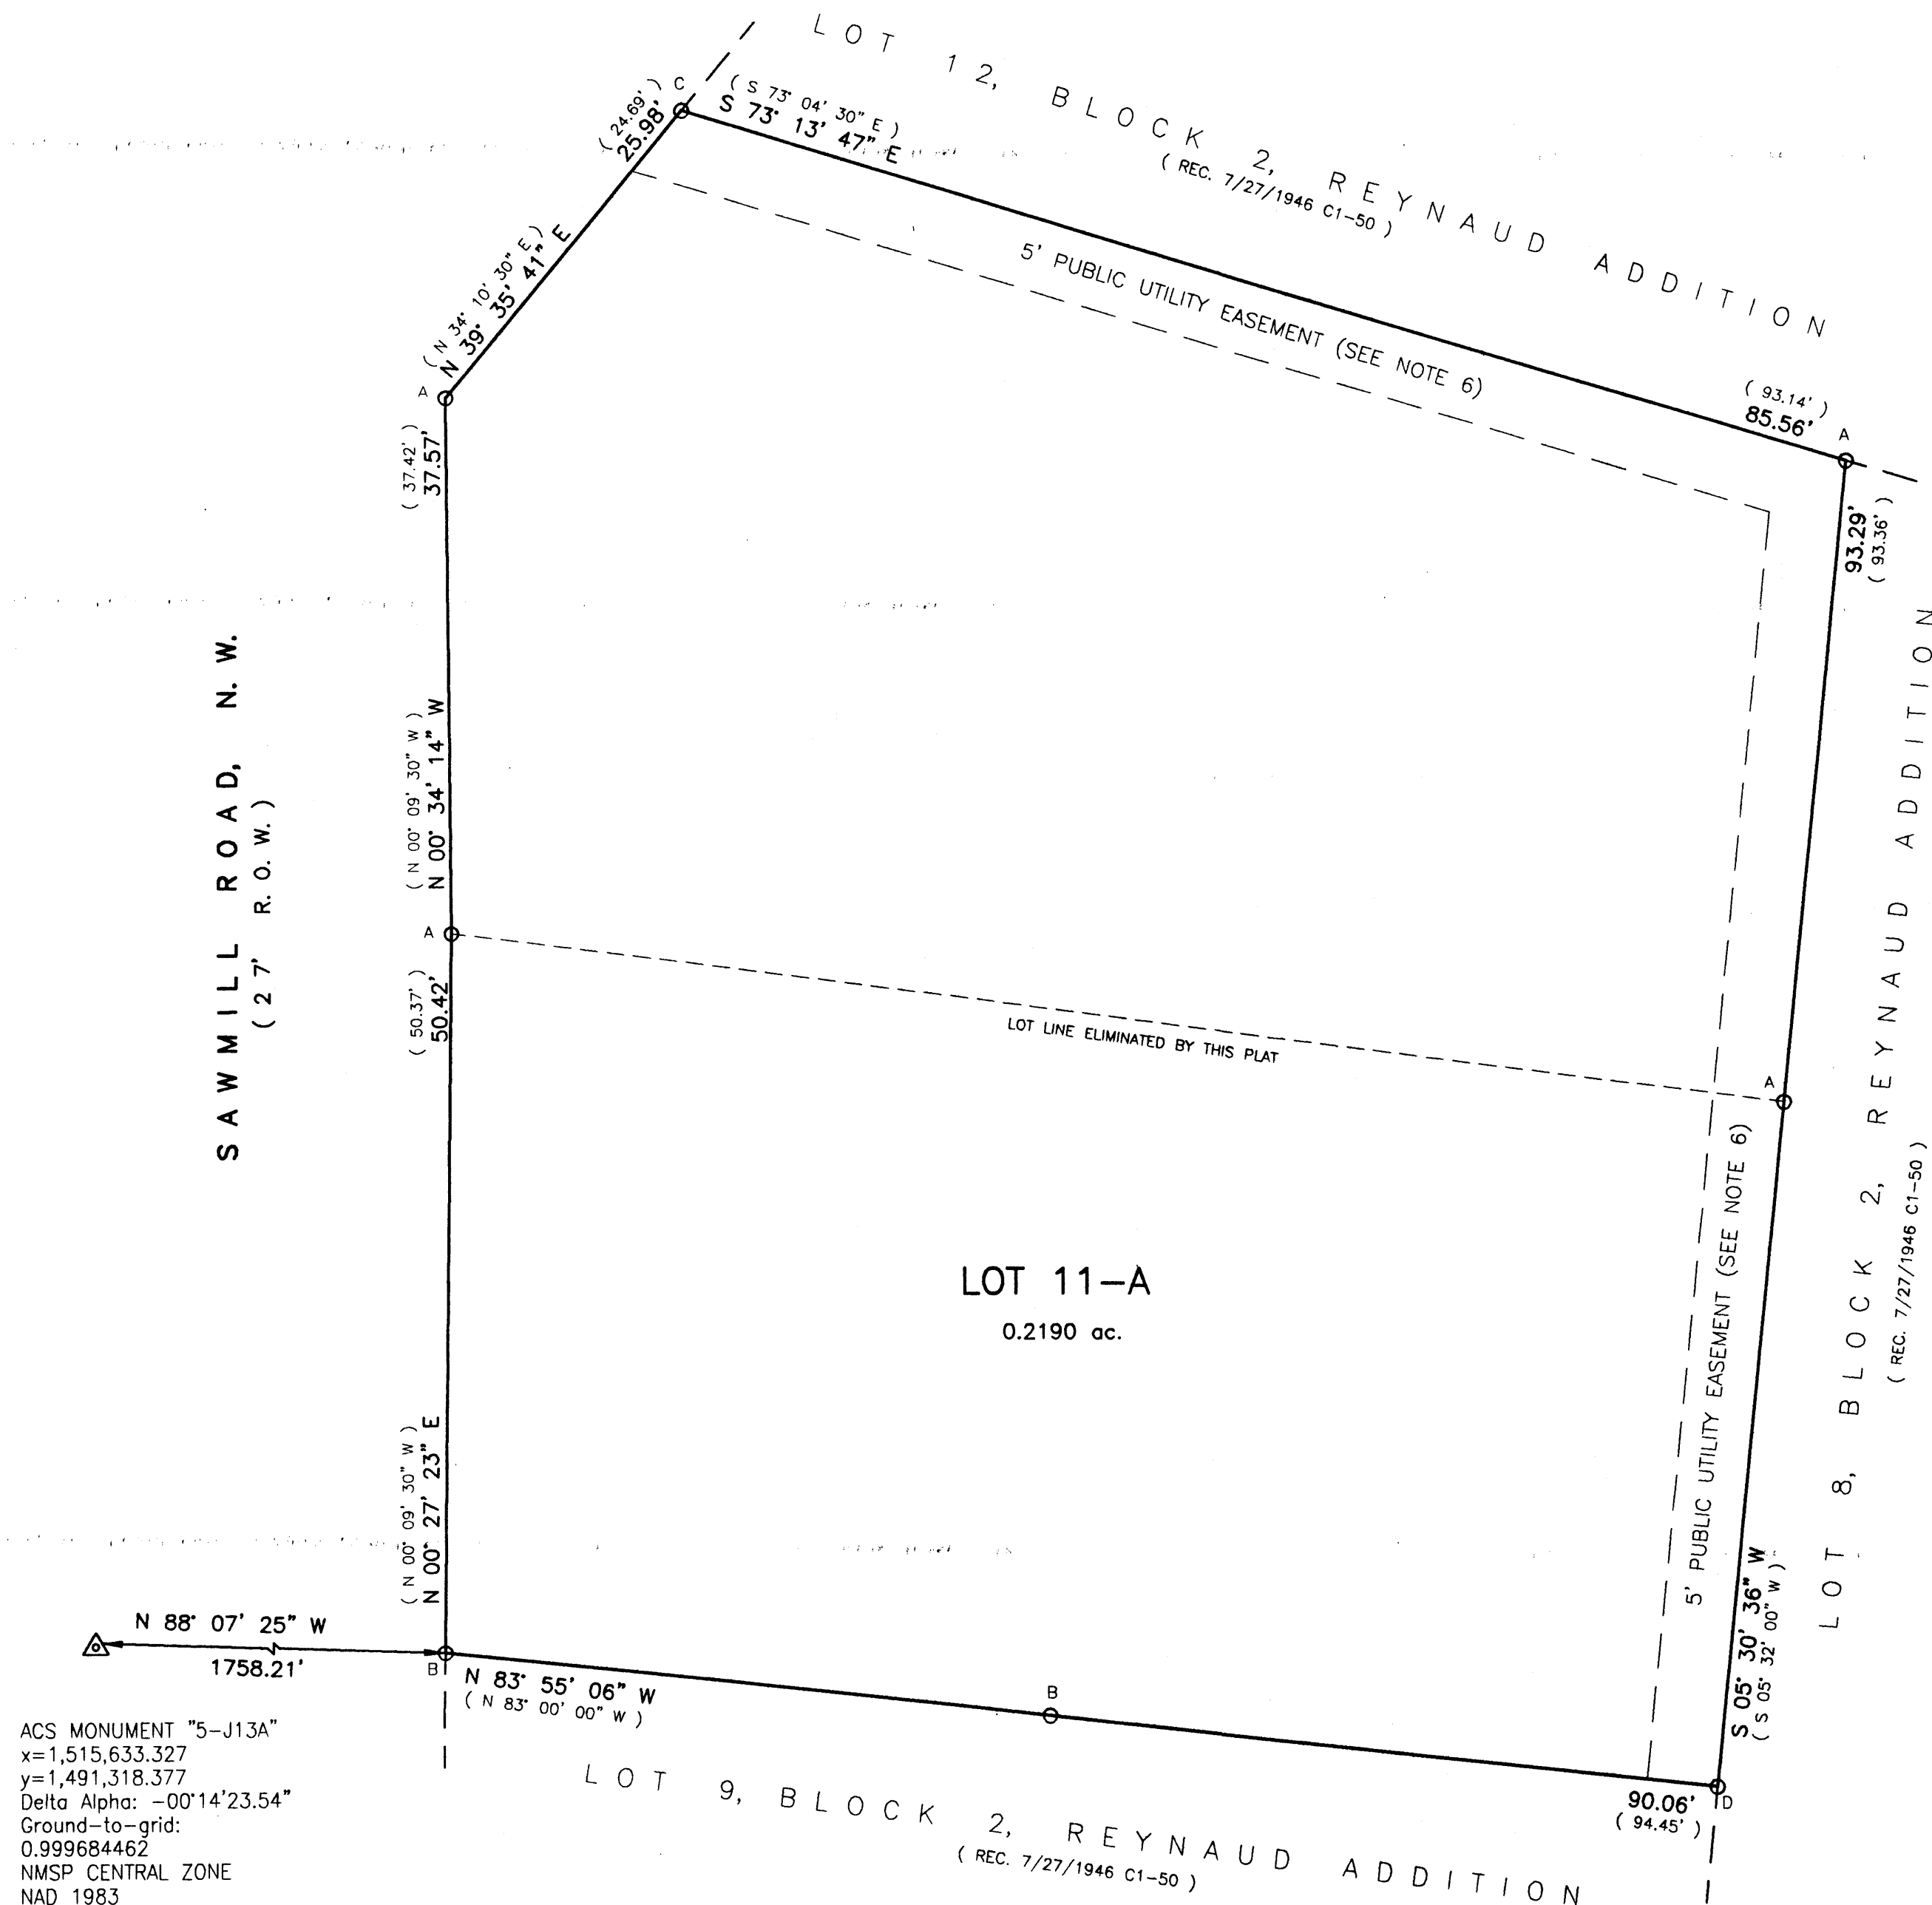 LOT 12, BLOCK 2, REYNAUD ADDITION
( REC. 7/27/1946 C1-50 )
( 24.69' )
25.98'
C
( S 73° 04' 30" E )
S 73° 13' 47" E
( N 34° 10' 30" E )
N 39° 35' 41" E
5' PUBLIC UTILITY EASEMENT (SEE NOTE 6)
( 93.14' )
85.56'
A
A
( 37.42' )
37.57'
93.29'
( 93.36' )
SAWMILL ROAD, N. W.
( 27' R. O. W. )
( N 00° 09' 30" W )
N 00° 34' 14" W
A
( 50.37' )
50.42'
LOT LINE ELIMINATED BY THIS PLAT
A
LOT 8, BLOCK 2, REYNAUD ADDITION
( REC. 7/27/1946 C1-50 )
5' PUBLIC UTILITY EASEMENT (SEE NOTE 6)
LOT 11-A
0.2190 ac.
( N 00° 09' 30" W )
N 00° 27' 23" E
S 05° 30' 36" W
( S 05° 32' 00" W )
N 88° 07' 25" W
1758.21'
B
N 83° 55' 06" W
( N 83° 00' 00" W )
B
90.06'
( 94.45' )
D
LOT 9, BLOCK 2, REYNAUD ADDITION
( REC. 7/27/1946 C1-50 )
ACS MONUMENT "5-J13A"
x=1,515,633.327
y=1,491,318.377
Delta Alpha: -00°14'23.54"
Ground-to-grid:
0.999684462
NMSP CENTRAL ZONE
NAD 1983